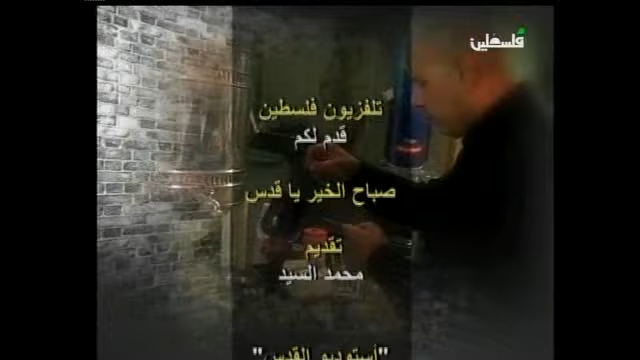 فلسطين
تلفزيون فلسطين
قدم لكم
صباح الخير يا قدس
تقديم
محمد السيد
"أستوديو القدس"